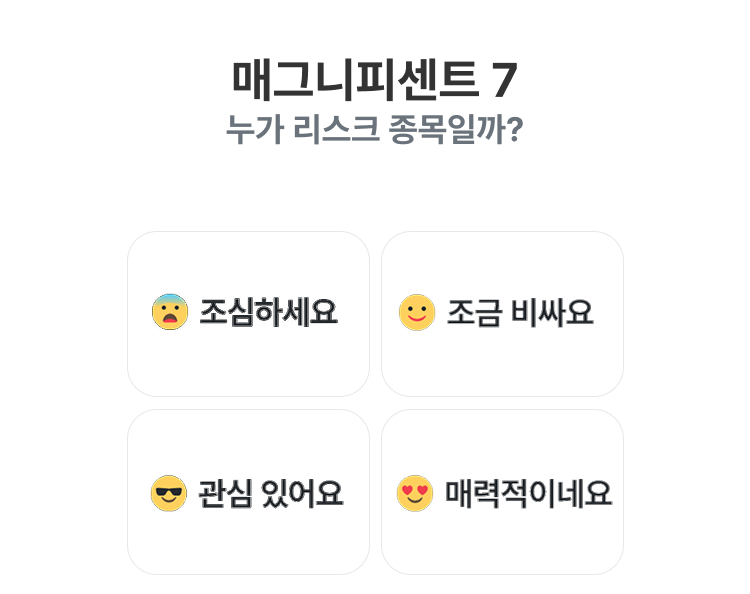 매그니피센트 7
누가 리스크 종목일까?
조심하세요
조금 비싸요
관심 있어요
매력적이네요